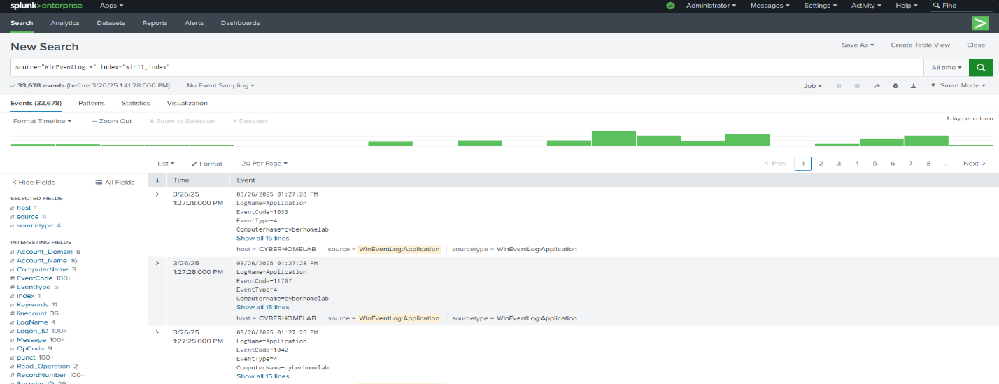 splunk>enterprise Apps Administrator Messages Settings Activity Help Find
Search Analytics Datasets Reports Alerts Dashboards
New Search Save As Create Table View Close
source="WinEventLog:*" index="win11_index" All time
33,678 events (before 3/26/25 1:41:28.000 PM) No Event Sampling Job Smart Mode
Events (33,678) Patterns Statistics Visualization
Format Timeline — Zoom Out + Zoom to Selection × Deselect 1 day per column
List Format 20 Per Page < Prev 1 2 3 4 5 6 7 8 ... Next >
< Hide Fields All Fields
SELECTED FIELDS
a host 1
a source 4
a sourcetype 4
INTERESTING FIELDS
a Account_Domain 8
a Account_Name 16
a ComputerName 3
# EventCode 100+
# EventType 5
a index 1
a Keywords 11
# linecount 36
a LogName 4
a Logon_ID 100+
a Message 100+
a OpCode 9
a punct 100+
a Read_Operation 2
# RecordNumber 100+
a Security_ID 29
i Time Event
> 3/26/25 03/26/2025 01:27:28 PM
1:27:28.000 PM LogName=Application
EventCode=1033
EventType=4
ComputerName=cyberhomelab
Show all 15 lines
host = CYBERHOMELAB source = WinEventLog:Application sourcetype = WinEventLog:Application
> 3/26/25 03/26/2025 01:27:28 PM
1:27:28.000 PM LogName=Application
EventCode=11707
EventType=4
ComputerName=cyberhomelab
Show all 15 lines
host = CYBERHOMELAB source = WinEventLog:Application sourcetype = WinEventLog:Application
> 3/26/25 03/26/2025 01:27:25 PM
1:27:25.000 PM LogName=Application
EventCode=1042
EventType=4
ComputerName=cyberhomelab
Show all 15 lines